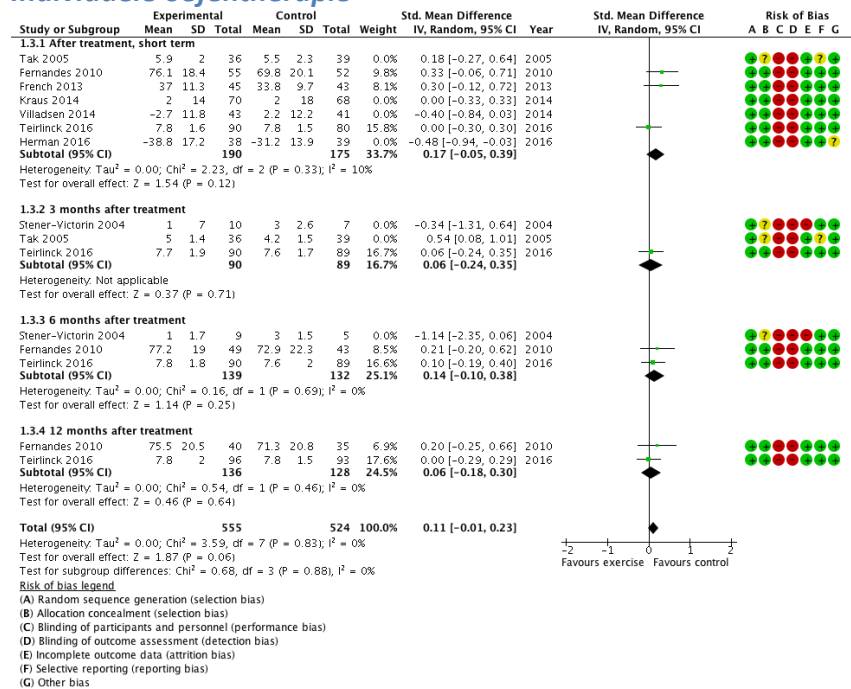 Experimental Control Std. Mean Difference Std. Mean Difference Risk of Bias
Study or Subgroup Mean SD Total Mean SD Total Weight IV, Random, 95% CI Year IV, Random, 95% CI A B C D E F G
1.3.1 After treatment, short term
Tak 2005 5.9 2 36 5.5 2.3 39 0.0% 0.18 [-0.27, 0.64] 2005 + ? - - + ? +
Fernandes 2010 76.1 18.4 55 69.8 20.1 52 9.8% 0.33 [-0.06, 0.71] 2010 + + - - + + +
French 2013 37 11.3 45 33.8 9.7 43 8.1% 0.30 [-0.12, 0.72] 2013 + + - - + + +
Kraus 2014 2 14 70 2 18 68 0.0% 0.00 [-0.33, 0.33] 2014 + + - - + + +
Villadsen 2014 -2.7 11.8 43 2.2 12.2 41 0.0% -0.40 [-0.84, 0.03] 2014 + + - - + + +
Teirlinck 2016 7.8 1.6 90 7.8 1.5 80 15.8% 0.00 [-0.30, 0.30] 2016 + + - - + + +
Herman 2016 -38.8 17.2 38 -31.2 13.9 39 0.0% -0.48 [-0.94, -0.03] 2016 + + - - + + ?
Subtotal (95% CI) 190 175 33.7% 0.17 [-0.05, 0.39]
Heterogeneity: Tau² = 0.00; Chi² = 2.23, df = 2 (P = 0.33); I² = 10%
Test for overall effect: Z = 1.54 (P = 0.12)
1.3.2 3 months after treatment
Stener-Victorin 2004 1 7 10 3 2.6 7 0.0% -0.34 [-1.31, 0.64] 2004 + ? - - - + +
Tak 2005 5 1.4 36 4.2 1.5 39 0.0% 0.54 [0.08, 1.01] 2005 + ? - - + ? +
Teirlinck 2016 7.7 1.9 90 7.6 1.7 89 16.7% 0.06 [-0.24, 0.35] 2016 + + - - + + +
Subtotal (95% CI) 90 89 16.7% 0.06 [-0.24, 0.35]
Heterogeneity: Not applicable
Test for overall effect: Z = 0.37 (P = 0.71)
1.3.3 6 months after treatment
Stener-Victorin 2004 1 1.7 9 3 1.5 5 0.0% -1.14 [-2.35, 0.06] 2004 + ? - - - + +
Fernandes 2010 77.2 19 49 72.9 22.3 43 8.5% 0.21 [-0.20, 0.62] 2010 + + - - + + +
Teirlinck 2016 7.8 1.8 90 7.6 2 89 16.6% 0.10 [-0.19, 0.40] 2016 + + - - + + +
Subtotal (95% CI) 139 132 25.1% 0.14 [-0.10, 0.38]
Heterogeneity: Tau² = 0.00; Chi² = 0.16, df = 1 (P = 0.69); I² = 0%
Test for overall effect: Z = 1.14 (P = 0.25)
1.3.4 12 months after treatment
Fernandes 2010 75.5 20.5 40 71.3 20.8 35 6.9% 0.20 [-0.25, 0.66] 2010 + + - - + + +
Teirlinck 2016 7.8 2 96 7.8 1.5 93 17.6% 0.00 [-0.29, 0.29] 2016 + + - - + + +
Subtotal (95% CI) 136 128 24.5% 0.06 [-0.18, 0.30]
Heterogeneity: Tau² = 0.00; Chi² = 0.54, df = 1 (P = 0.46); I² = 0%
Test for overall effect: Z = 0.46 (P = 0.64)
Total (95% CI) 555 524 100.0% 0.11 [-0.01, 0.23]
Heterogeneity: Tau² = 0.00; Chi² = 3.59, df = 7 (P = 0.83); I² = 0%
Test for overall effect: Z = 1.87 (P = 0.06)
Test for subgroup differences: Chi² = 0.68, df = 3 (P = 0.88), I² = 0%
-2 -1 0 1 2
Favours exercise Favours control
Risk of bias legend
(A) Random sequence generation (selection bias)
(B) Allocation concealment (selection bias)
(C) Blinding of participants and personnel (performance bias)
(D) Blinding of outcome assessment (detection bias)
(E) Incomplete outcome data (attrition bias)
(F) Selective reporting (reporting bias)
(G) Other bias